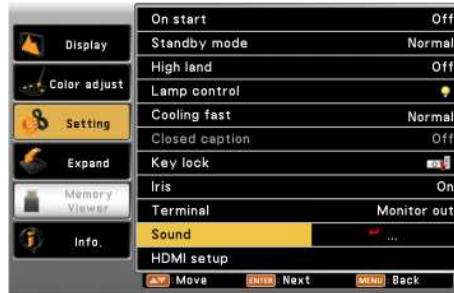 Display
Color adjust
Setting
Expand
Memory
Viewer
Info.
On start Off
Standby mode Normal
High land Off
Lamp control
Cooling fast Normal
Closed caption Off
Key lock
Iris On
Terminal Monitor out
Sound ...
HDMI setup
▲▼ :Move ENTER :Next MENU :Back